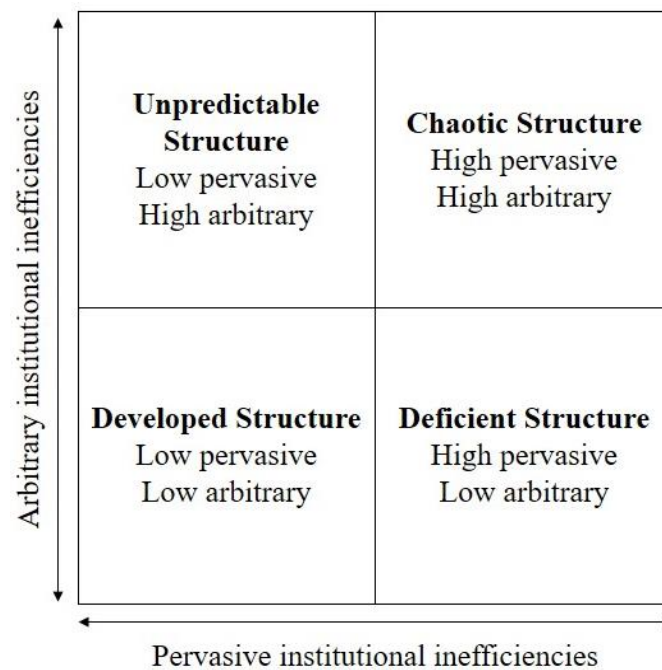 Arbitrary institutional inefficiencies
Unpredictable
Structure
Low pervasive
High arbitrary
Chaotic Structure
High pervasive
High arbitrary
Developed Structure
Low pervasive
Low arbitrary
Deficient Structure
High pervasive
Low arbitrary
Pervasive institutional inefficiencies